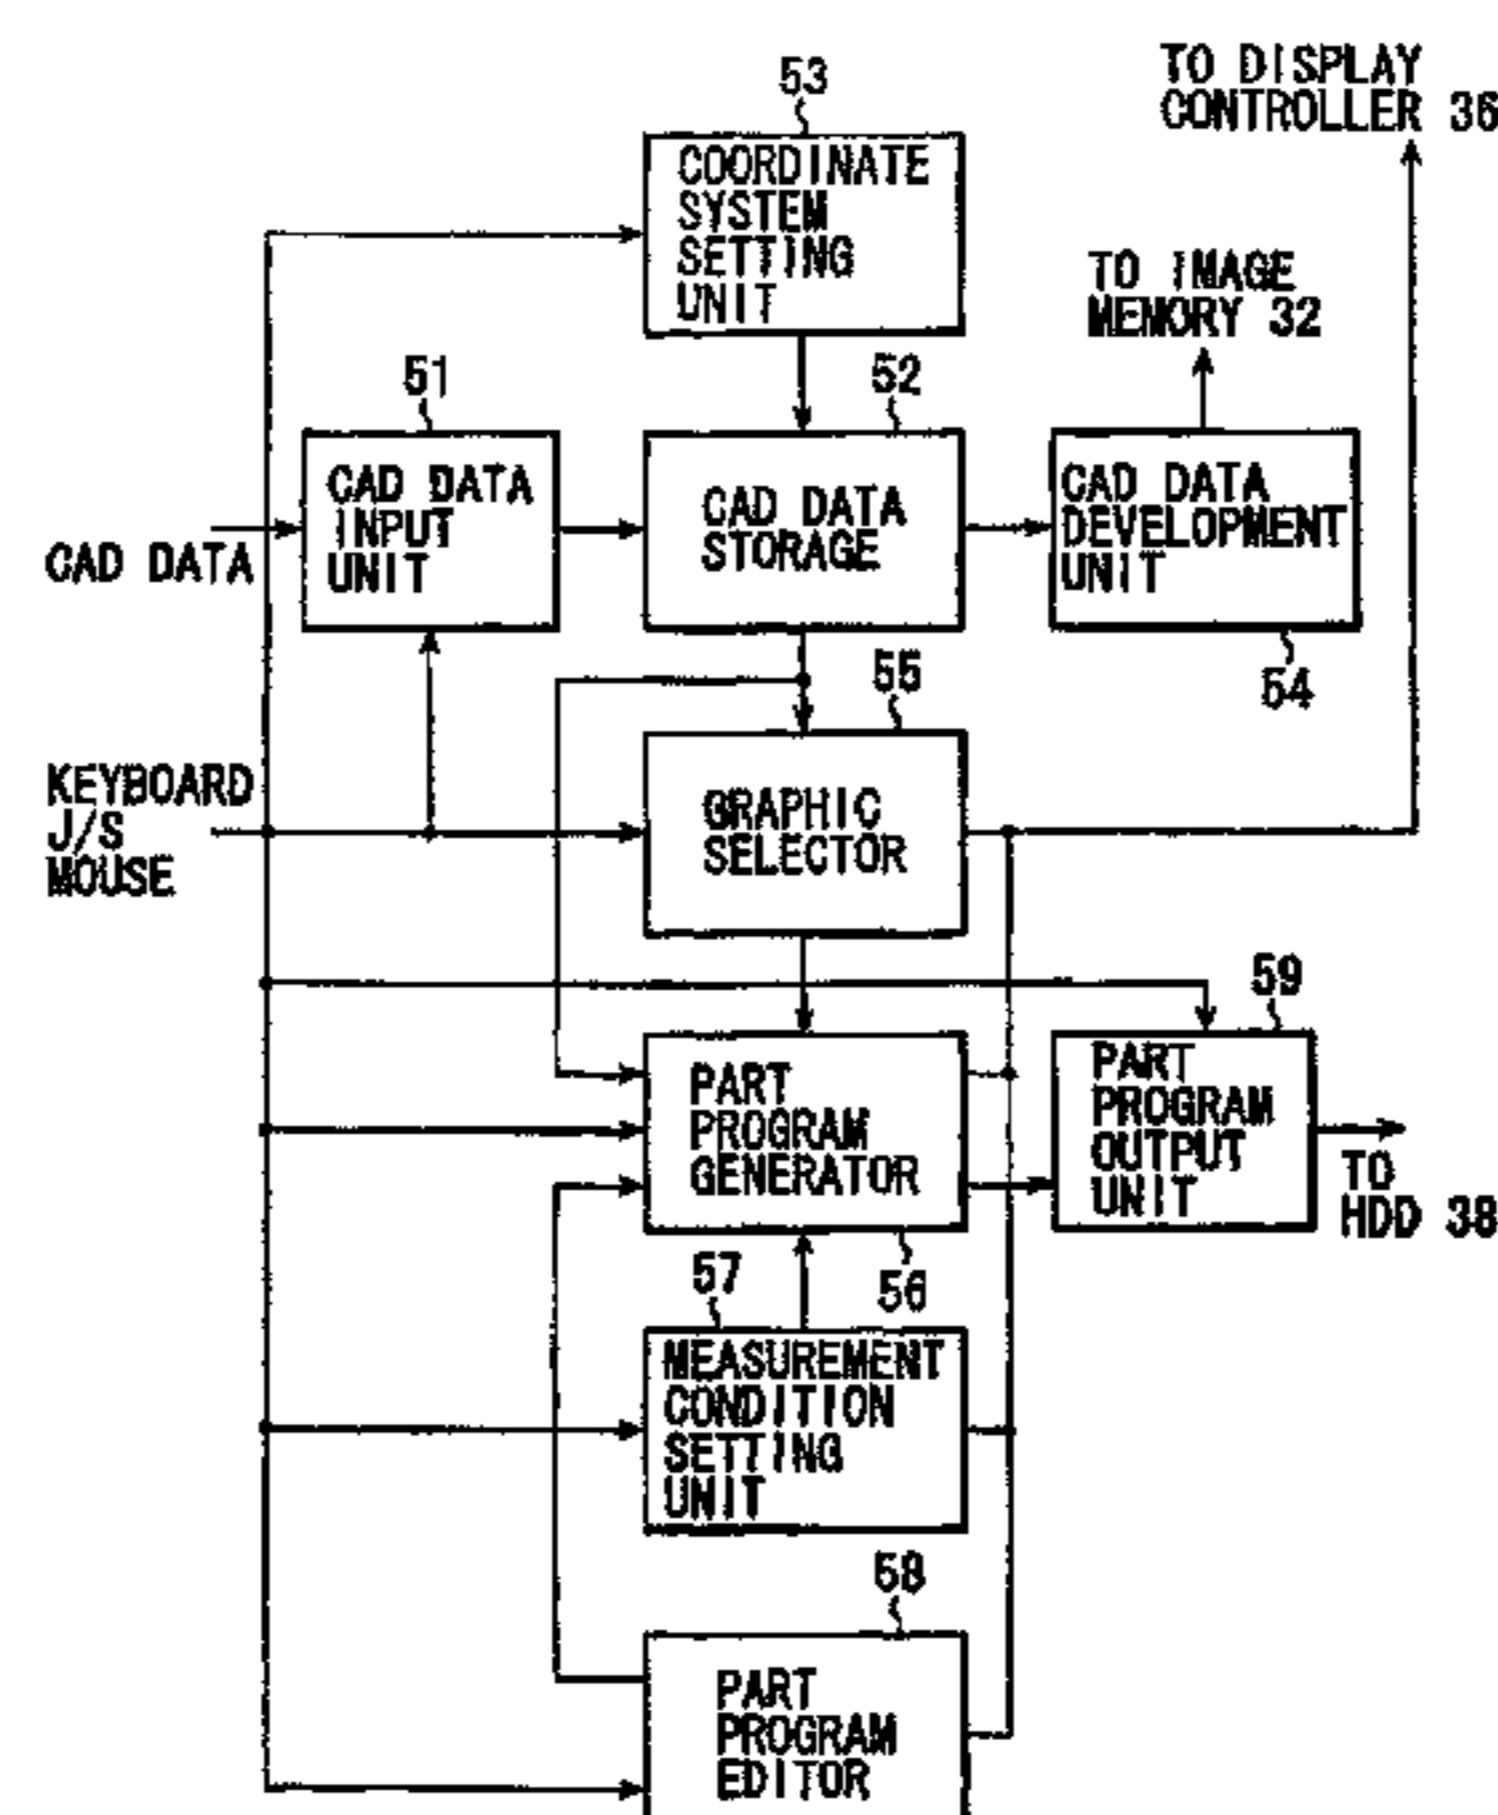 53
TO DISPLAY
CONTROLLER 36
COORDINATE
SYSTEM
SETTING
UNIT
TO IMAGE
MEMORY 32
51
52
CAD DATA
CAD DATA
INPUT
UNIT
CAD DATA
STORAGE
CAD DATA
DEVELOPMENT
UNIT
54
55
KEYBOARD
J/S
MOUSE
GRAPHIC
SELECTOR
59
PART
PROGRAM
GENERATOR
56
PART
PROGRAM
OUTPUT
UNIT
TO
HDD 38
57
MEASUREMENT
CONDITION
SETTING
UNIT
58
PART
PROGRAM
EDITOR